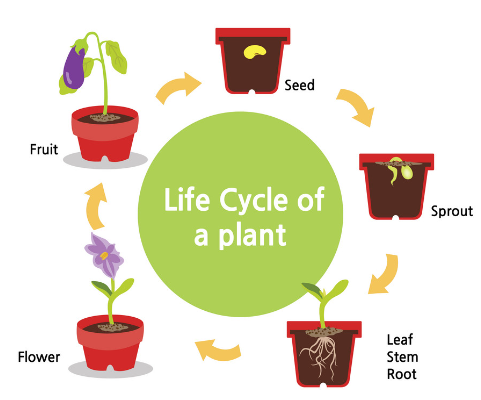 Life Cycle of
a plant
Seed
Sprout
Leaf
Stem
Root
Flower
Fruit